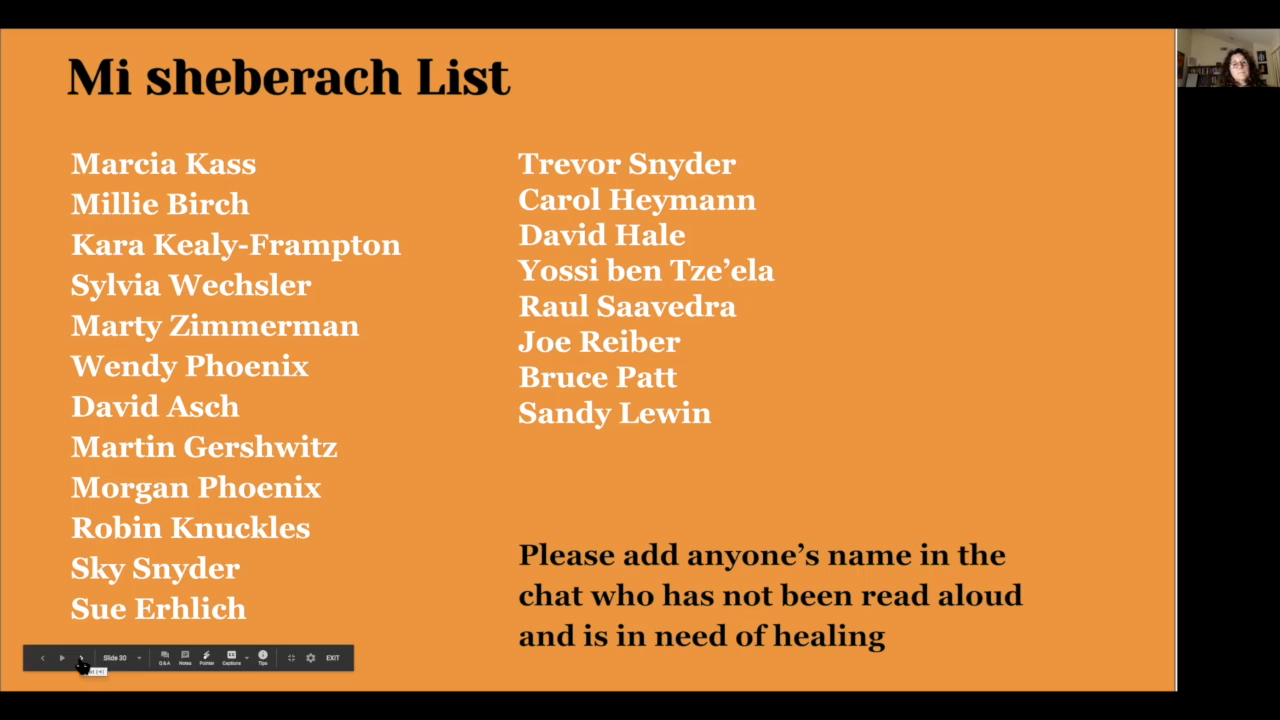 Mi sheberach List
Marcia Kass
Millie Birch
Kara Kealy-Frampton
Sylvia Wechsler
Marty Zimmerman
Wendy Phoenix
David Asch
Martin Gershwitz
Morgan Phoenix
Robin Knuckles
Sky Snyder
Sue Erhlich
Trevor Snyder
Carol Heymann
David Hale
Yossi ben Tze’ela
Raul Saavedra
Joe Reiber
Bruce Patt
Sandy Lewin
Please add anyone’s name in the
chat who has not been read aloud
and is in need of healing
Slide 30
Q&A Notes Pointer Captions Tips EXIT